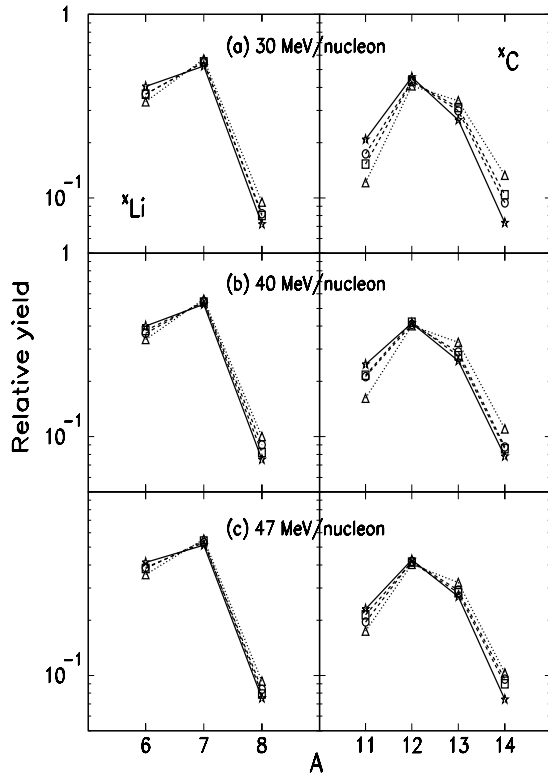 1
(a) 30 MeV/nucleon
ˣC
ˣLi
10⁻¹
1
(b) 40 MeV/nucleon
Relative yield
10⁻¹
(c) 47 MeV/nucleon
10⁻¹
6 7 8 11 12 13 14
A